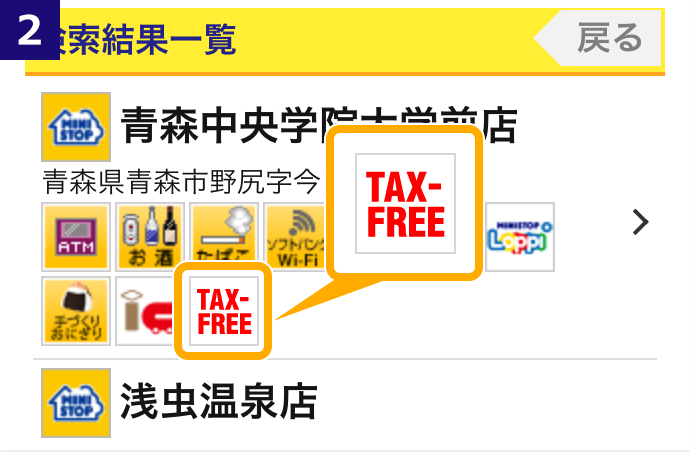 2
索結果一覧
戻る
MINI STOP
青森中央学院大学前店
青森県青森市野尻字今
TAX-
FREE
ATM
お酒
たばこ
ソフトバンク
Wi-Fi
MINISTOP
Loppi
手づくり
おにぎり
TAX-
FREE
MINI STOP
浅虫温泉店